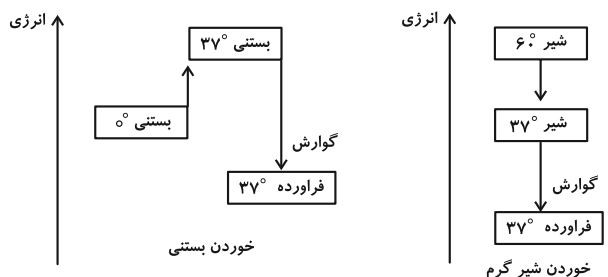 انرژی
بستنی ۳۷°
بستنی ۰°
گوارش
فراورده ۳۷°
خوردن بستنی
انرژی
شیر ۶۰°
شیر ۳۷°
گوارش
فراورده ۳۷°
خوردن شیر گرم